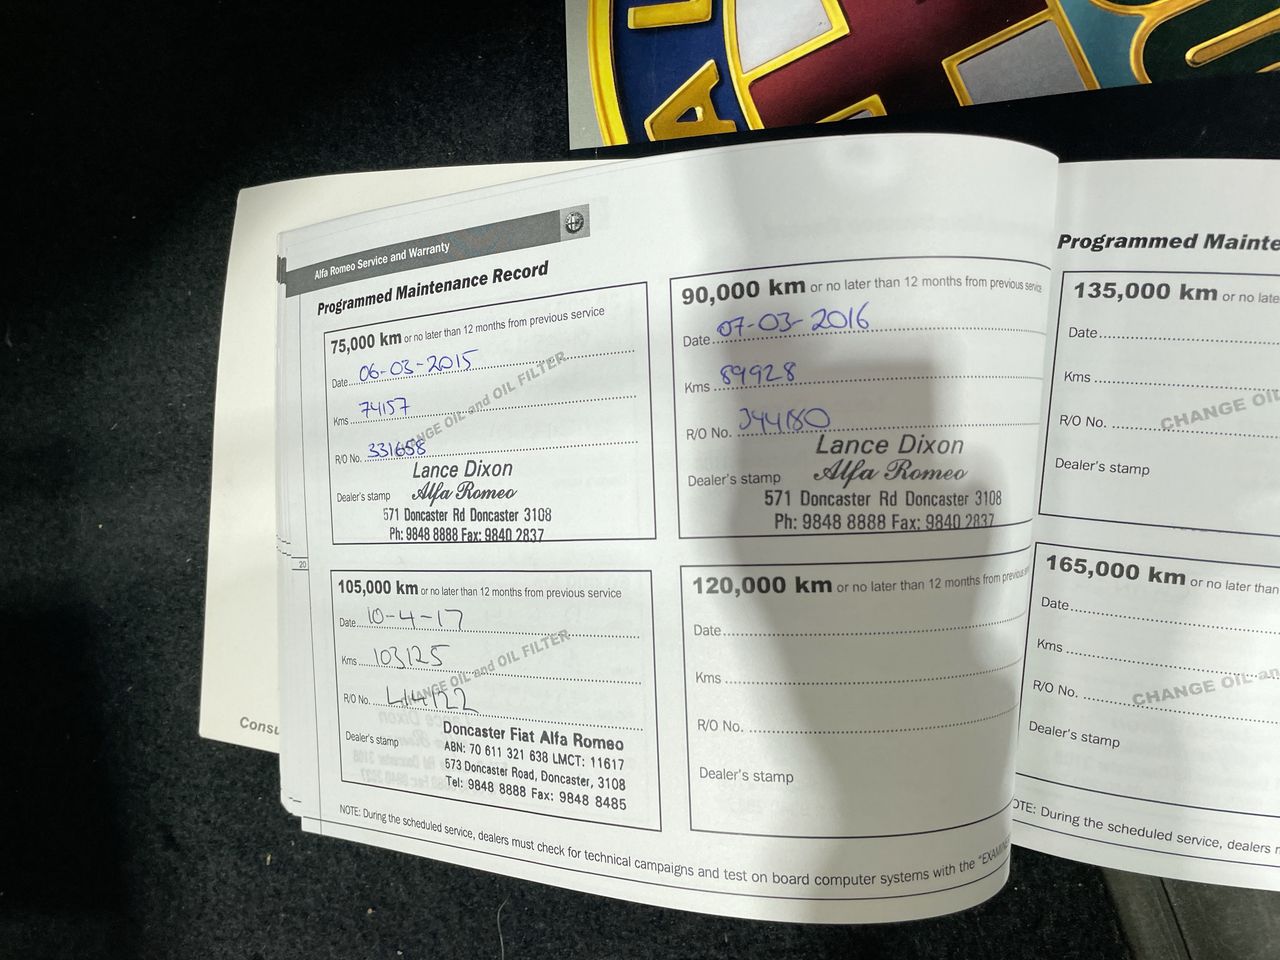 AL
Alfa Romeo Service and Warranty
Programmed Maintenance Record
75,000 km or no later than 12 months from previous service
Date 06-03-2015
Kms 74157
R/O No. 331658
CHANGE OIL and OIL FILTER
Dealer's stamp
Lance Dixon
Alfa Romeo
571 Doncaster Rd Doncaster 3108
Ph: 9848 8888 Fax: 9840 2837
90,000 km or no later than 12 months from previous service
Date 07-03-2016
Kms 89928
R/O No. 344180
Dealer's stamp
Lance Dixon
Alfa Romeo
571 Doncaster Rd Doncaster 3108
Ph: 9848 8888 Fax: 9840 2837
20
105,000 km or no later than 12 months from previous service
Date 10-4-17
Kms 103125
R/O No. 414122
CHANGE OIL and OIL FILTER
Dealer's stamp
Doncaster Fiat Alfa Romeo
ABN: 70 611 321 638 LMCT: 11617
573 Doncaster Road, Doncaster, 3108
Tel: 9848 8888 Fax: 9848 8485
120,000 km or no later than 12 months from previous
Date
Kms
R/O No.
Dealer's stamp
NOTE: During the scheduled service, dealers must check for technical campaigns and test on board computer systems with the "EXAMINE
Consu
Programmed Mainte
135,000 km or no late
Date
Kms
R/O No.
CHANGE OIL
Dealer's stamp
165,000 km or no later than
Date
Kms
R/O No.
CHANGE OIL an
Dealer's stamp
OTE: During the scheduled service, dealers